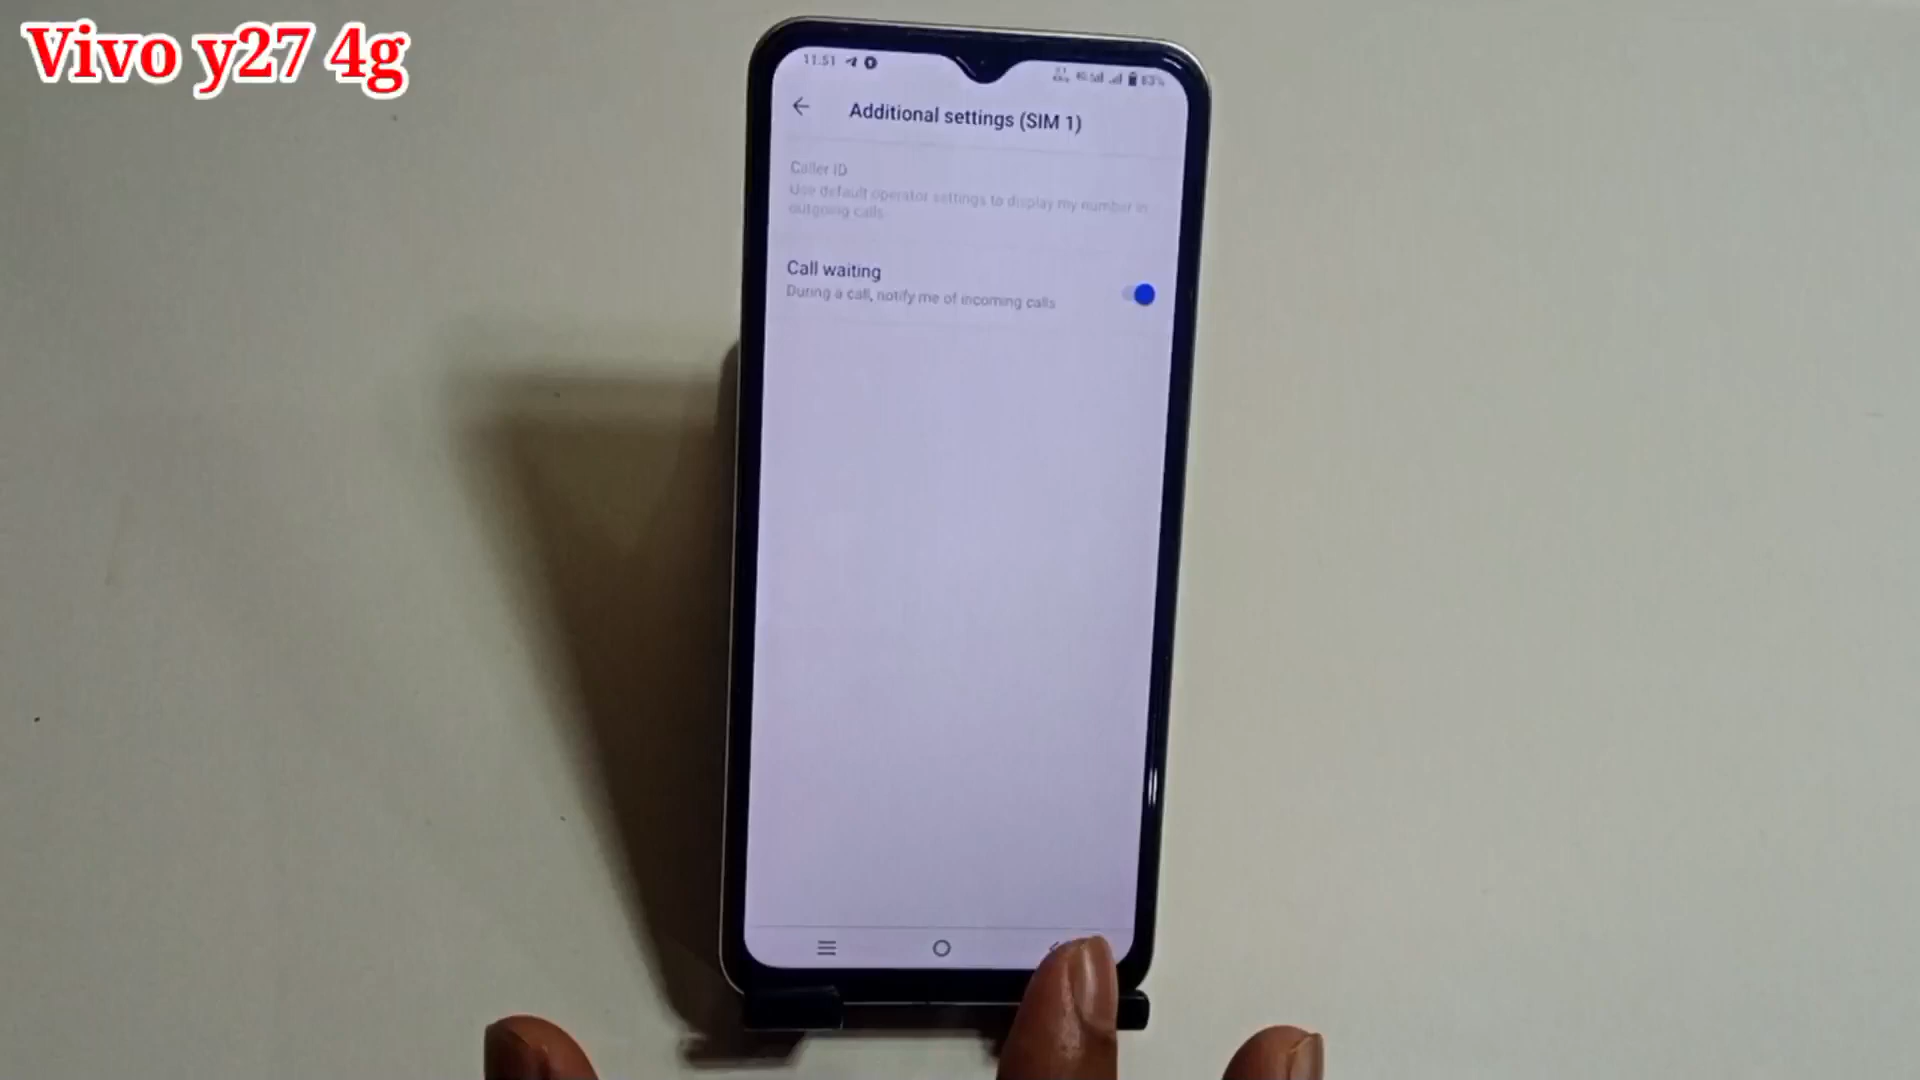 Vivo y27 4g
11:51
83%
Additional settings (SIM 1)
Caller ID
Use default operator settings to display my number in
outgoing calls
Call waiting
During a call, notify me of incoming calls